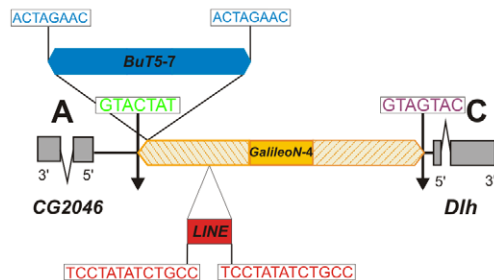 ACTAGAAC ACTAGAAC
BuT5-7
A GTACTAT GTAGTAC C
GalileoN-4
3' 5' 5' 3'
CG2046 Dlh
LINE
TCCTATATCTGCC TCCTATATCTGCC